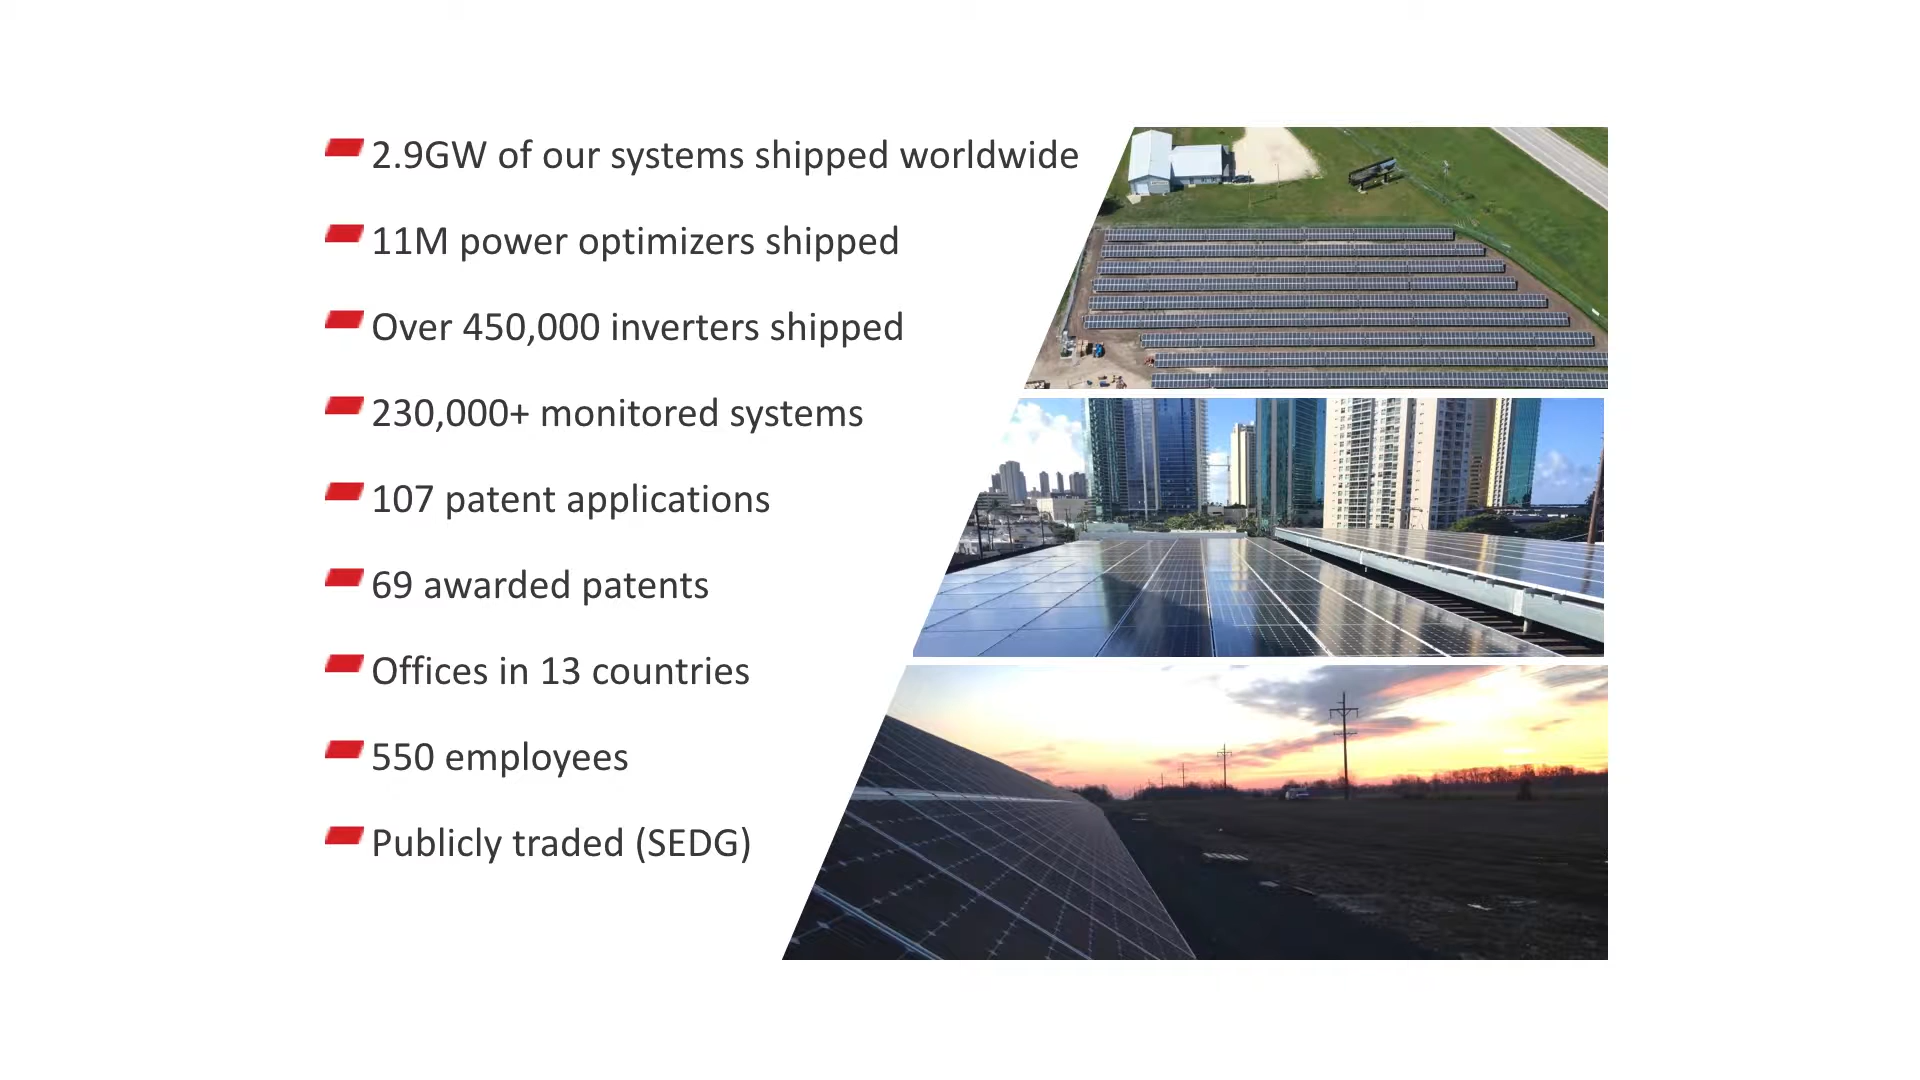 2.9GW of our systems shipped worldwide
11M power optimizers shipped
Over 450,000 inverters shipped
230,000+ monitored systems
107 patent applications
69 awarded patents
Offices in 13 countries
550 employees
Publicly traded (SEDG)